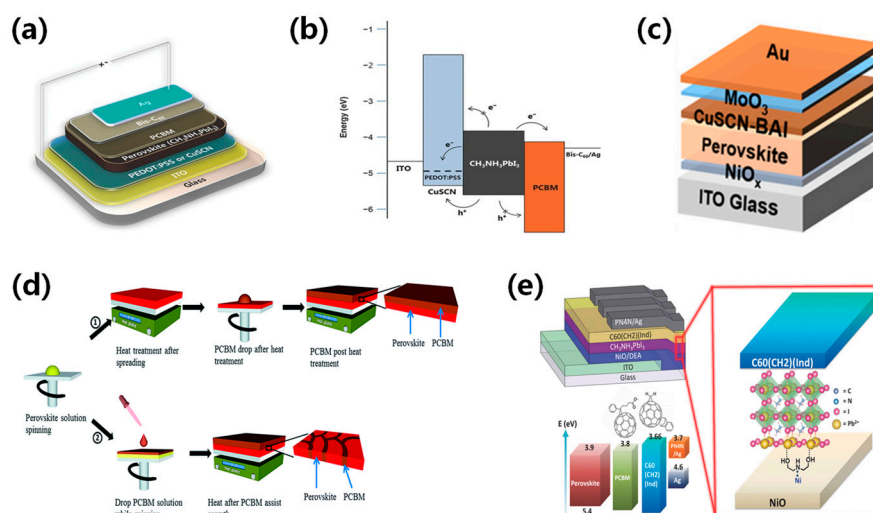 (a)
+-
Ag
Bis-C60
PCBM
Perovskite (CH3NH3PbI3)
PEDOT:PSS or CuSCN
ITO
Glass
(b)
Energy (eV)
−1
−2
−3
−4
−5
−6
e−
e−
e−
ITO
PEDOT:PSS
CuSCN
CH3NH3PbI3
PCBM
Bis-C60/Ag
h+
h+
(c)
Au
MoO3
CuSCN-BAI
Perovskite
NiOx
ITO Glass
(d)
①
Heat treatment after
spreading
PCBM drop after heat
treatment
PCBM post heat
treatment
Perovskite
PCBM
Perovskite solution
spinning
②
Drop PCBM solution
Heat after PCBM assist
Perovskite
PCBM
(e)
PN4N/Ag
C60(CH2)(Ind)
CH3NH3PbI3
NiO/DEA
ITO
Glass
E (eV)
3.9
Perovskite
5.4
3.8
PCBM
3.66
C60
(CH2)
(Ind)
3.7
PN4N
/Ag
4.6
Ag
C60(CH2)(Ind)
= C
= N
= I
= Pb2+
OH
H
N
OH
Ni
NiO